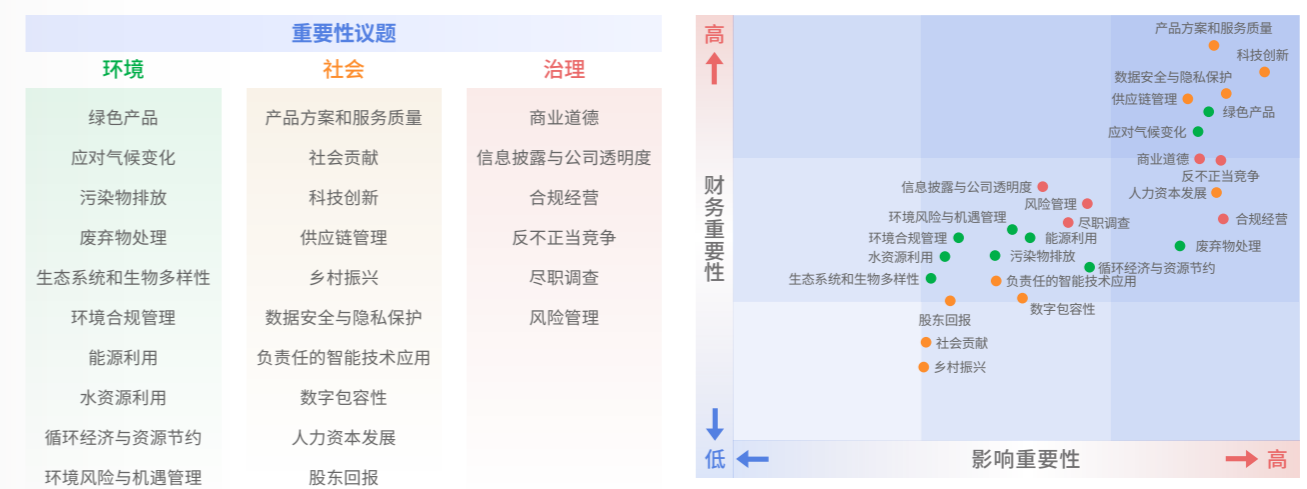 重要性议题
环境
社会
治理
绿色产品
应对气候变化
污染物排放
废弃物处理
生态系统和生物多样性
环境合规管理
能源利用
水资源利用
循环经济与资源节约
环境风险与机遇管理
产品方案和服务质量
社会贡献
科技创新
供应链管理
乡村振兴
数据安全与隐私保护
负责任的智能技术应用
数字包容性
人力资本发展
股东回报
商业道德
信息披露与公司透明度
合规经营
反不正当竞争
尽职调查
风险管理
高
财务重要性
低
产品方案和服务质量
科技创新
数据安全与隐私保护
供应链管理
绿色产品
应对气候变化
商业道德
反不正当竞争
信息披露与公司透明度
人力资本发展
风险管理
环境风险与机遇管理
尽职调查
合规经营
环境合规管理
能源利用
废弃物处理
水资源利用
污染物排放
循环经济与资源节约
生态系统和生物多样性
负责任的智能技术应用
数字包容性
股东回报
社会贡献
乡村振兴
影响重要性
高